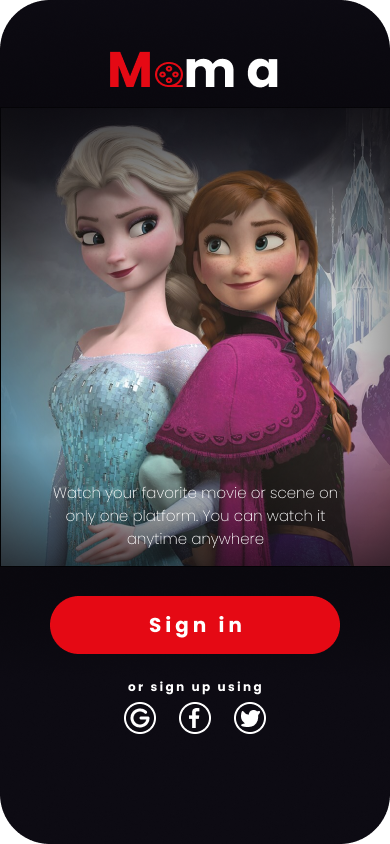 Moma
Watch your favorite movie or scene on
only one platform. You can watch it
anytime anywhere
Sign in
or sign up using